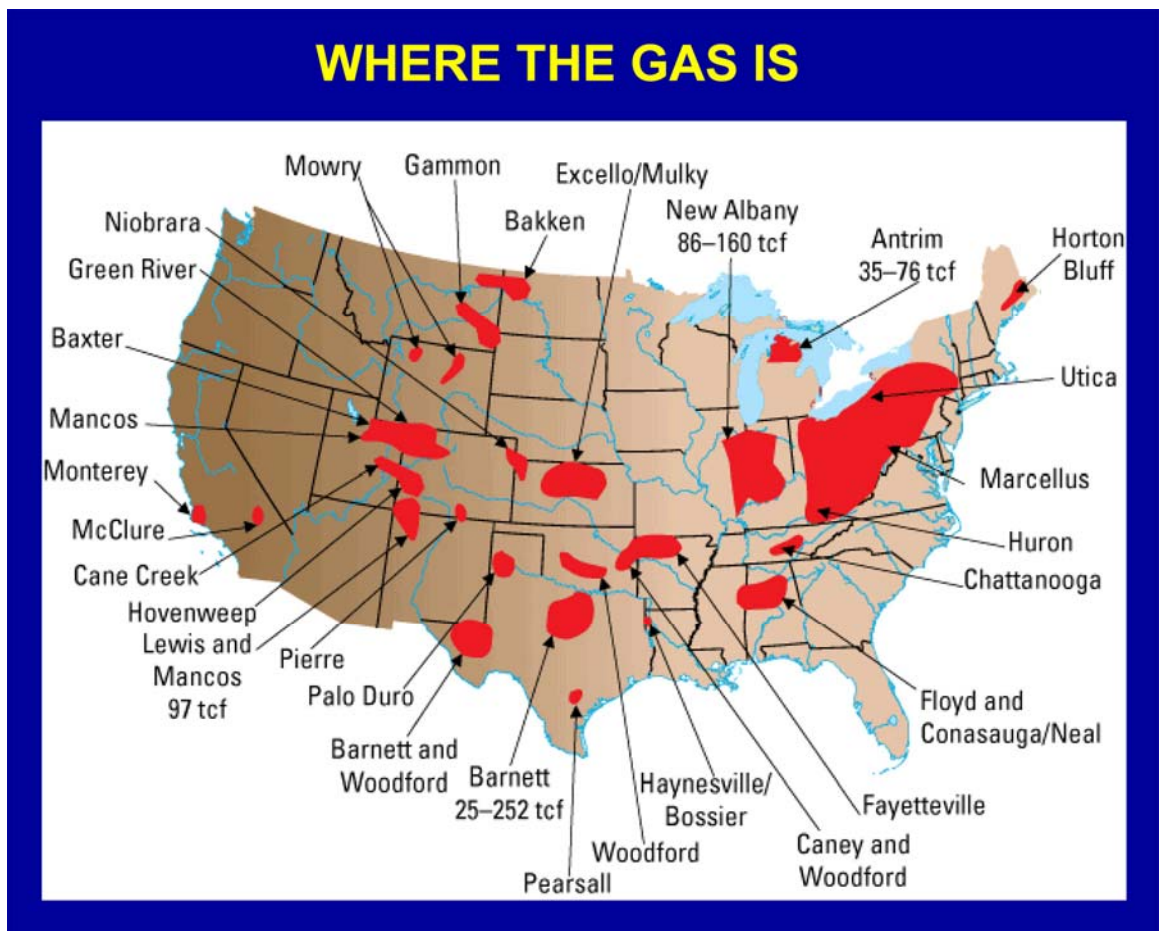 WHERE THE GAS IS
Mowry
Gammon
Excello/Mulky
Niobrara
Bakken
New Albany
86–160 tcf
Antrim
35–76 tcf
Horton
Bluff
Green River
Baxter
Utica
Mancos
Monterey
Marcellus
McClure
Huron
Cane Creek
Chattanooga
Hovenweep
Lewis and
Mancos
97 tcf
Pierre
Palo Duro
Floyd and
Conasauga/Neal
Barnett and
Woodford
Barnett
25–252 tcf
Haynesville/
Bossier
Fayetteville
Woodford
Caney and
Woodford
Pearsall